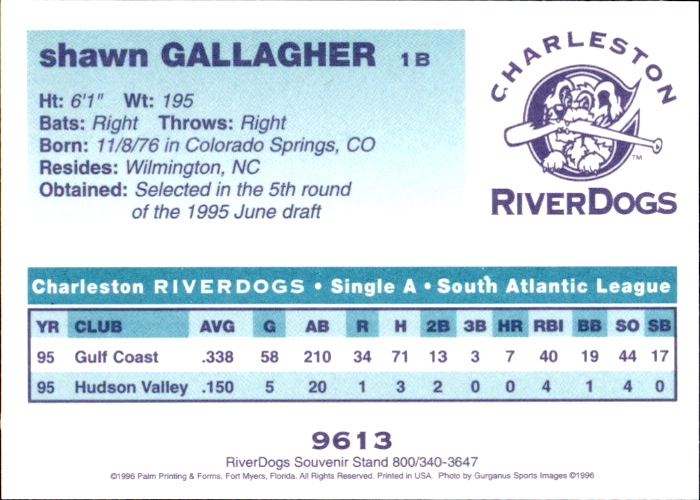 shawn GALLAGHER 1B
Ht: 6'1" Wt: 195
Bats: Right Throws: Right
Born: 11/8/76 in Colorado Springs, CO
Resides: Wilmington, NC
Obtained: Selected in the 5th round
of the 1995 June draft
CHARLESTON
TM
RIVERDOGS
Charleston RIVERDOGS • Single A • South Atlantic League
YR CLUB AVG G AB R H 2B 3B HR RBI BB SO SB
95 Gulf Coast .338 58 210 34 71 13 3 7 40 19 44 17
95 Hudson Valley .150 5 20 1 3 2 0 0 4 1 4 0
9613
RiverDogs Souvenir Stand 800/340-3647
©1996 Palm Printing & Forms, Fort Myers, Florida. All Rights Reserved. Printed in USA. Photo by Gurganus Sports Images ©1996